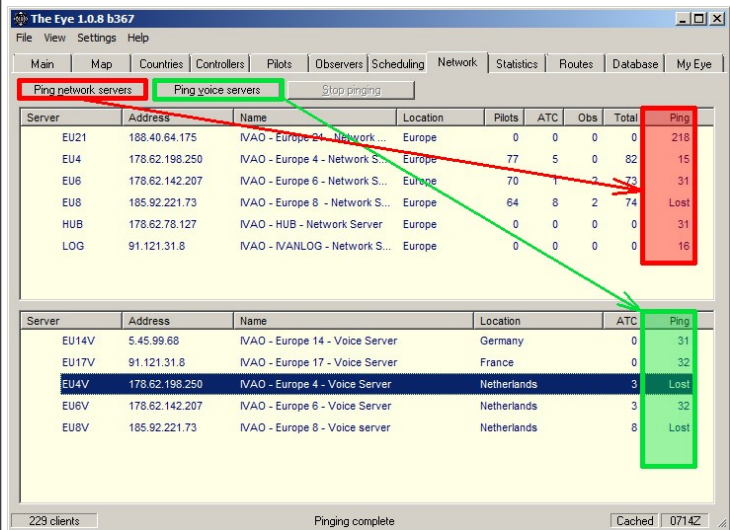 The Eye 1.0.8 b367
File View Settings Help
Main Map Countries Controllers Pilots Observers Scheduling Network Statistics Routes Database My Eye
Ping network servers Ping voice servers Stop pinging
Server Address Name Location Pilots ATC Obs Total Ping
EU21 188.40.64.175 IVAO - Europe 21 - Network ... Europe 0 0 0 0 218
EU4 178.62.198.250 IVAO - Europe 4 - Network S... Europe 77 5 0 82 15
EU6 178.62.142.207 IVAO - Europe 6 - Network S... Europe 70 1 2 73 31
EU8 185.92.221.73 IVAO - Europe 8 - Network S... Europe 64 8 2 74 Lost
HUB 178.62.78.127 IVAO - HUB - Network Server Europe 0 0 0 0 31
LOG 91.121.31.8 IVAO - IVANLOG - Network S... Europe 0 0 0 0 16
Server Address Name Location ATC Ping
EU14V 5.45.99.68 IVAO - Europe 14 - Voice Server Germany 0 31
EU17V 91.121.31.8 IVAO - Europe 17 - Voice Server France 0 32
EU4V 178.62.198.250 IVAO - Europe 4 - Voice Server Netherlands 3 Lost
EU6V 178.62.142.207 IVAO - Europe 6 - Voice Server Netherlands 3 32
EU8V 185.92.221.73 IVAO - Europe 8 - Voice server Netherlands 8 Lost
229 clients Pinging complete Cached 0714Z